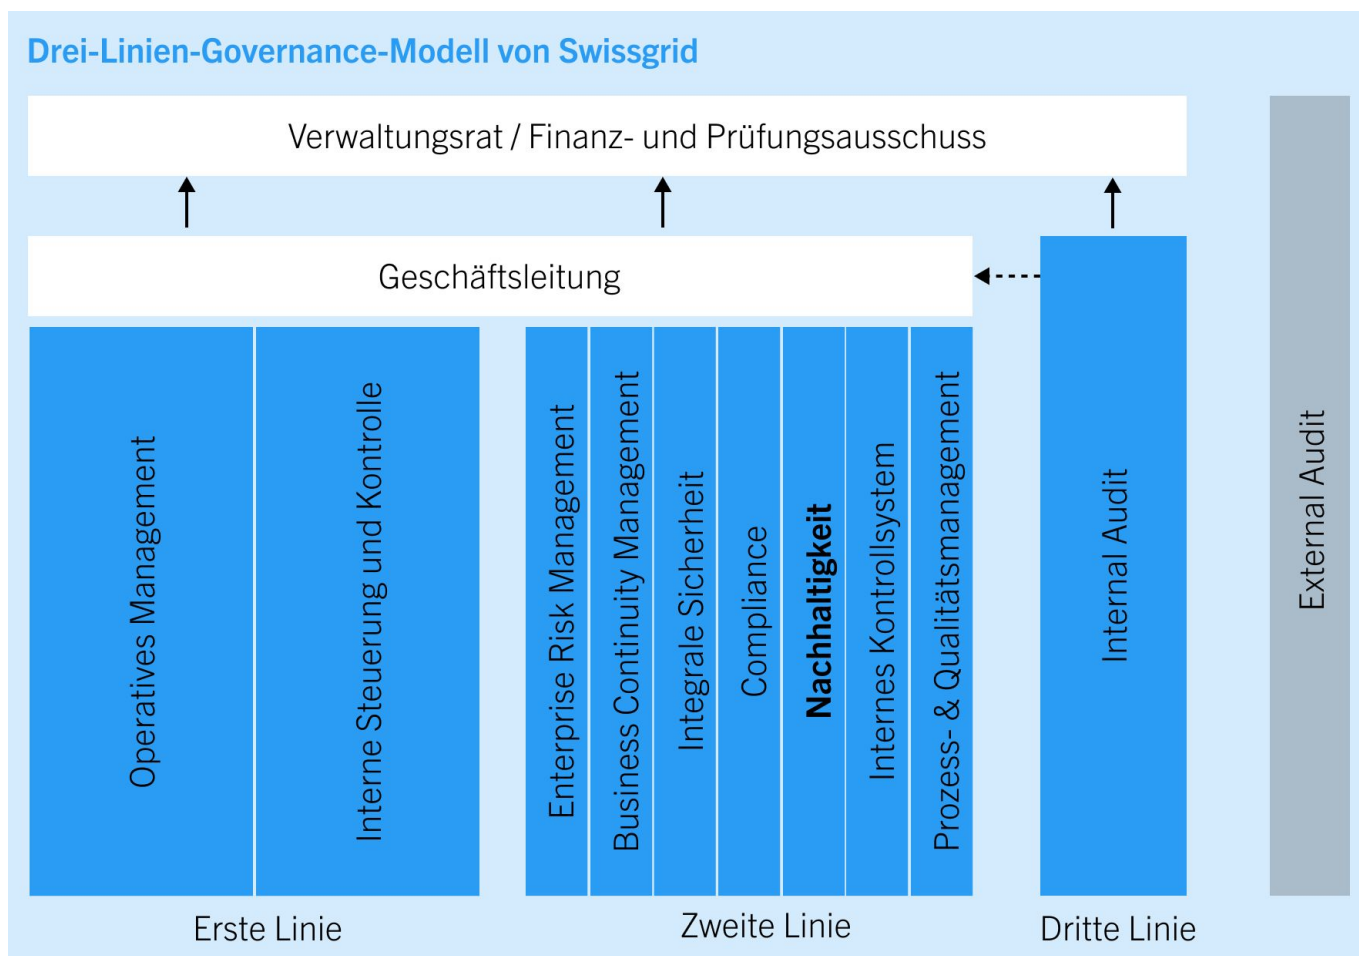 Drei-Linien-Governance-Modell von Swissgrid
Verwaltungsrat / Finanz- und Prüfungsausschuss
Geschäftsleitung
Operatives Management
Interne Steuerung und Kontrolle
Enterprise Risk Management
Business Continuity Management
Integrale Sicherheit
Compliance
Nachhaltigkeit
Internes Kontrollsystem
Prozess- & Qualitätsmanagement
Internal Audit
External Audit
Erste Linie
Zweite Linie
Dritte Linie